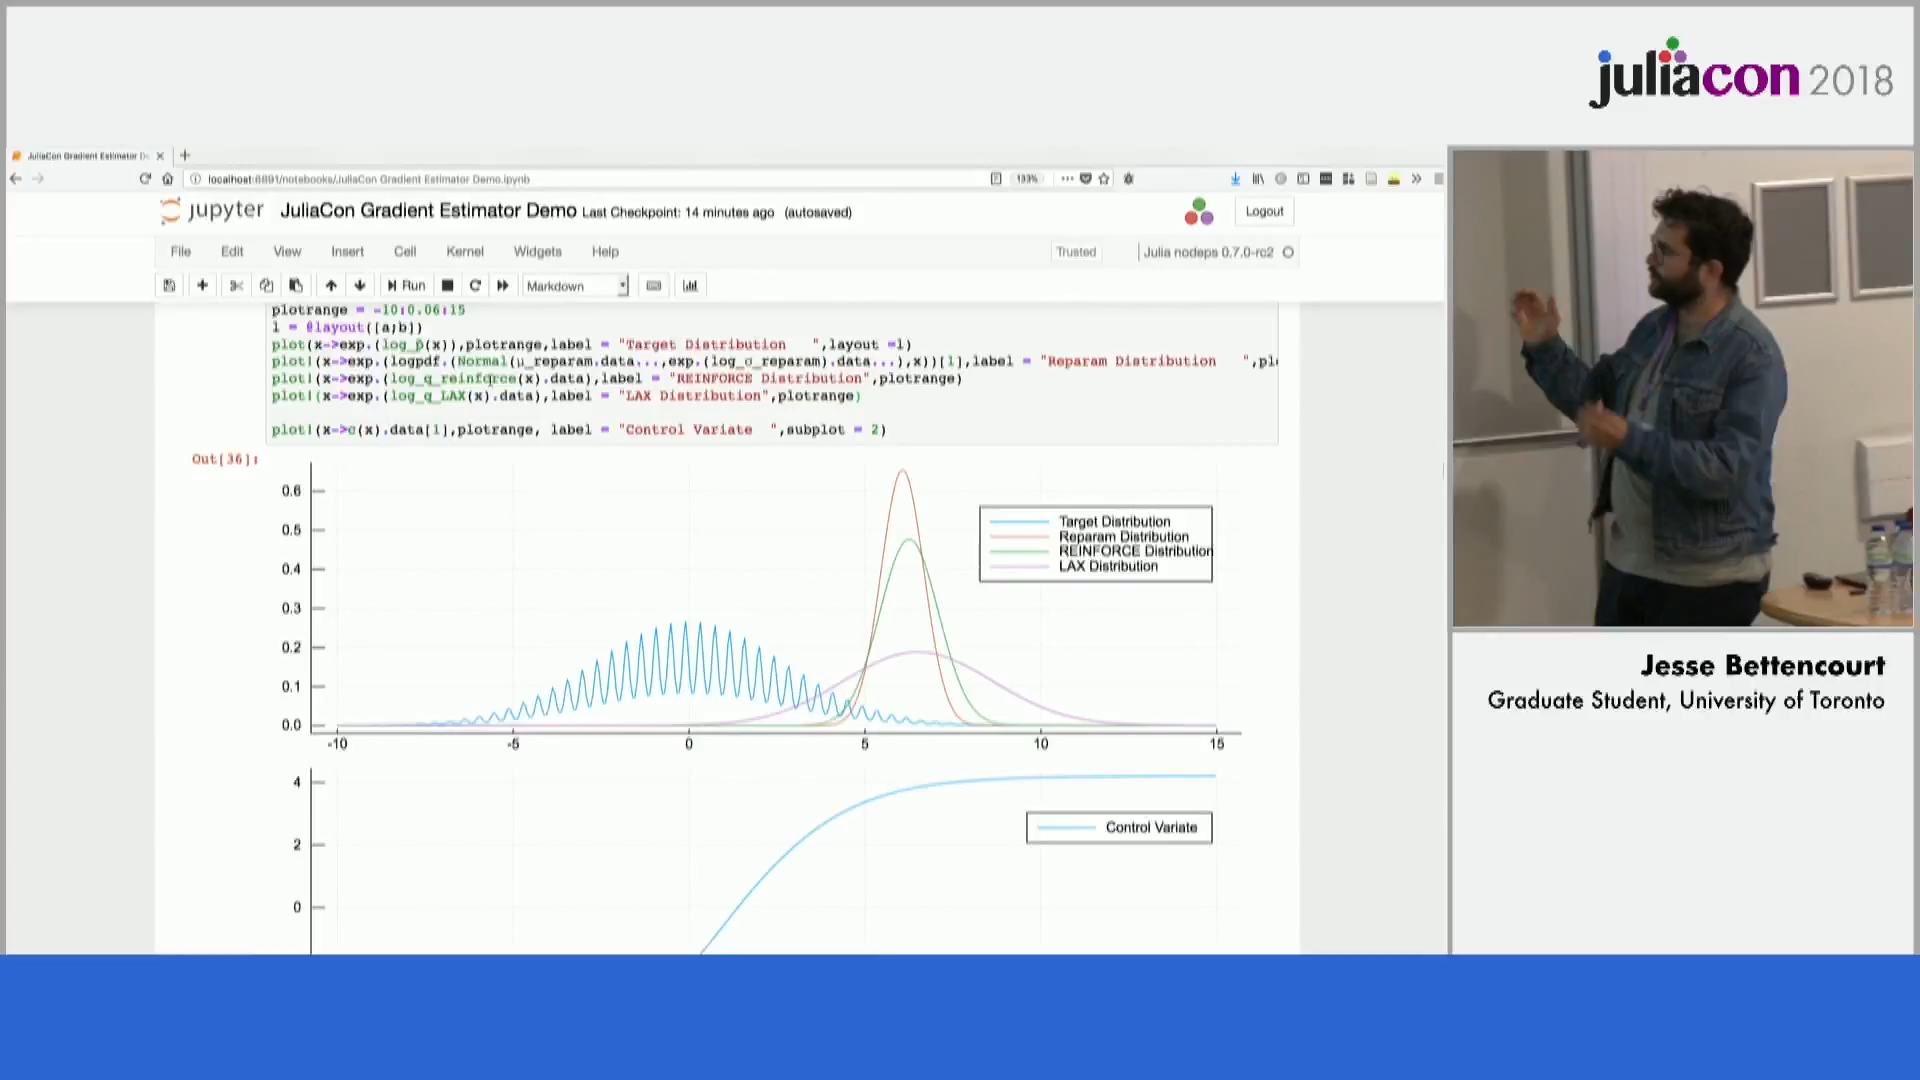 juliacon 2018
JuliaCon Gradient Estimator De
localhost:8891/notebooks/JuliaCon Gradient Estimator Demo.ipynb
133%
jupyter JuliaCon Gradient Estimator Demo Last Checkpoint: 14 minutes ago (autosaved)
Logout
File Edit View Insert Cell Kernel Widgets Help
Trusted
Julia nodeps 0.7.0-rc2
Run
Markdown
plotrange = -10:0.06:15
l = @layout([a;b])
plot(x->exp.(log_p(x)),plotrange,label = "Target Distribution   ",layout =l)
plot!(x->exp.(logpdf.(Normal(μ_reparam.data...,exp.(log_σ_reparam).data...),x))[1],label = "Reparam Distribution   ",pl
plot!(x->exp.(log_q_reinforce(x).data),label = "REINFORCE Distribution",plotrange)
plot!(x->exp.(log_q_LAX(x).data),label = "LAX Distribution",plotrange)
plot!(x->c(x).data[1],plotrange, label = "Control Variate  ",subplot = 2)
Out[36]:
0.6
0.5
0.4
0.3
0.2
0.1
0.0
-10 -5 0 5 10 15
Target Distribution
Reparam Distribution
REINFORCE Distribution
LAX Distribution
4
2
0
Control Variate
Jesse Bettencourt
Graduate Student, University of Toronto